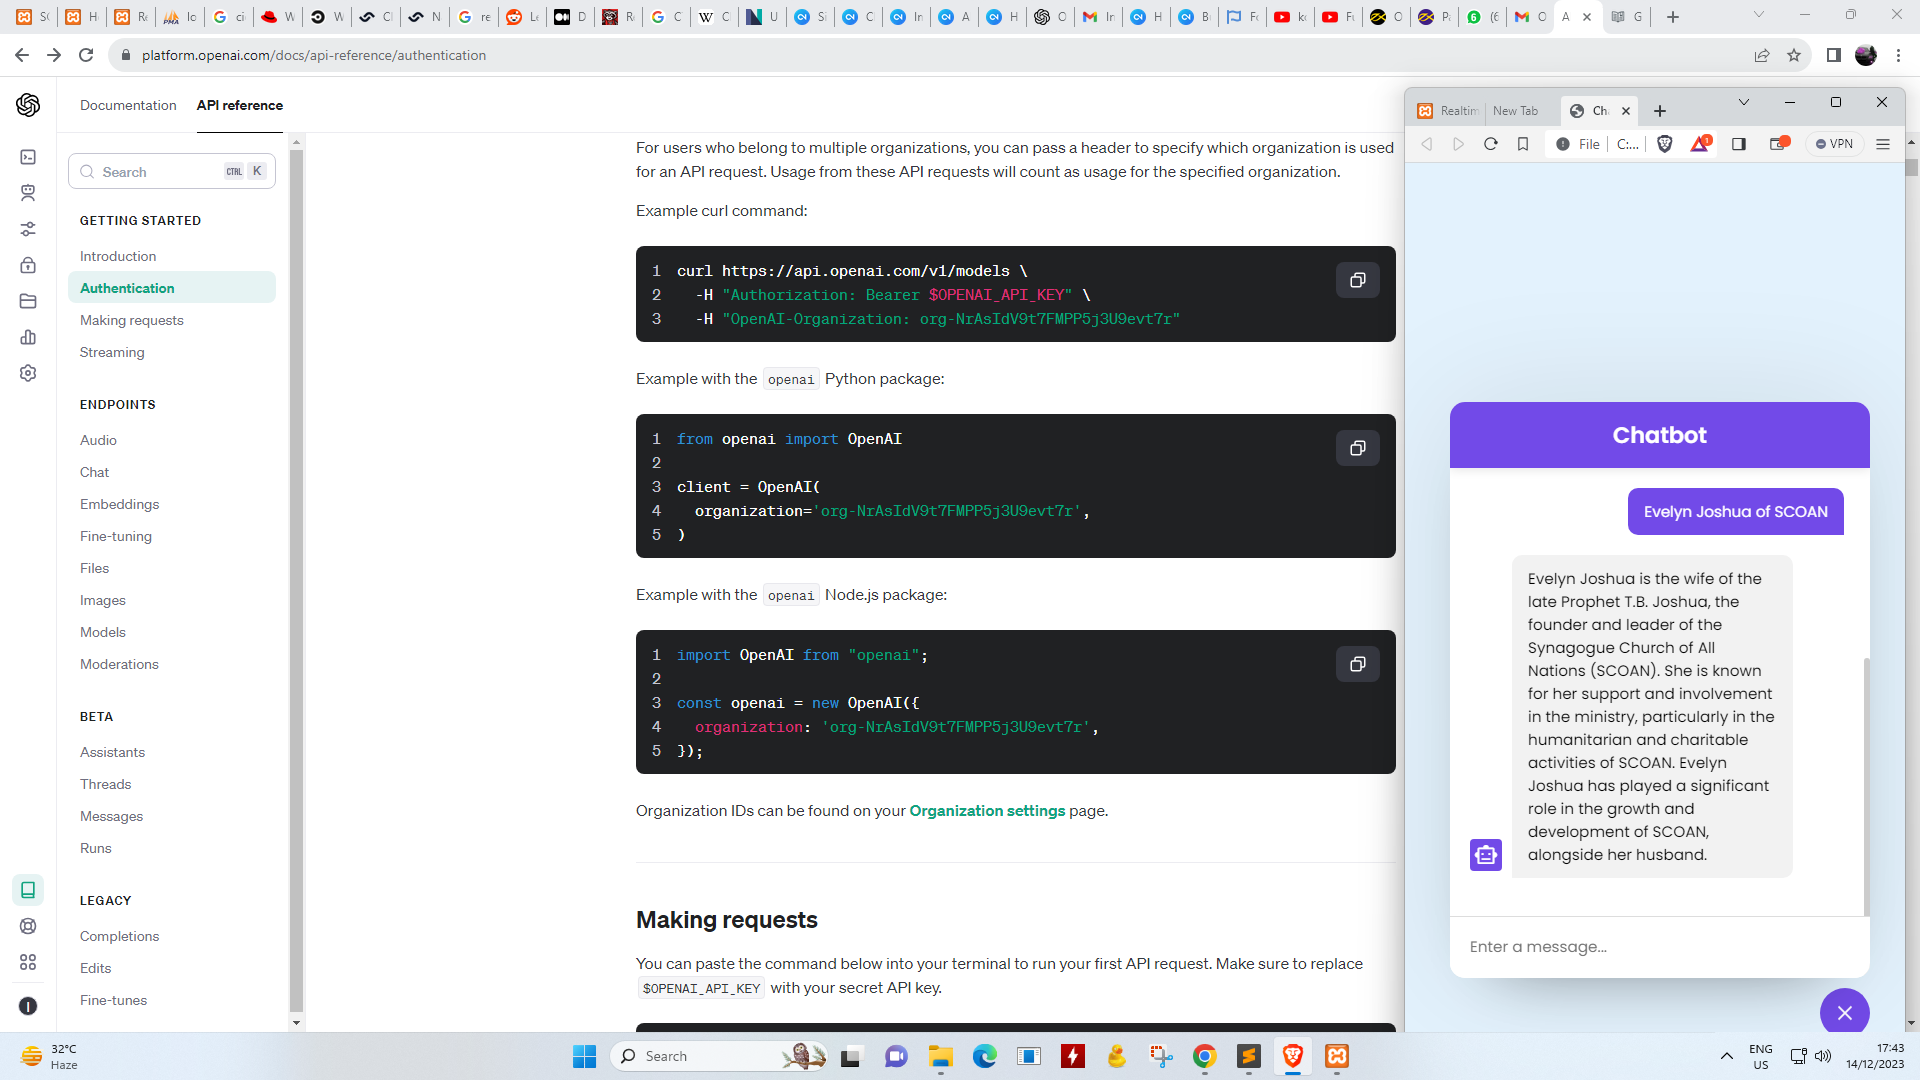 platform.openai.com/docs/api-reference/authentication
Documentation
API reference
Search
CTRL
K
GETTING STARTED
Introduction
Authentication
Making requests
Streaming
ENDPOINTS
Audio
Chat
Embeddings
Fine-tuning
Files
Images
Models
Moderations
BETA
Assistants
Threads
Messages
Runs
LEGACY
Completions
Edits
Fine-tunes
For users who belong to multiple organizations, you can pass a header to specify which organization is used
for an API request. Usage from these API requests will count as usage for the specified organization.
Example curl command:
1 curl https://api.openai.com/v1/models \
2 -H "Authorization: Bearer $OPENAI_API_KEY" \
3 -H "OpenAI-Organization: org-NrAsIdV9t7FMPP5j3U9evt7r"
Example with the openai Python package:
1 from openai import OpenAI
2
3 client = OpenAI(
4 organization='org-NrAsIdV9t7FMPP5j3U9evt7r',
5 )
Example with the openai Node.js package:
1 import OpenAI from "openai";
2
3 const openai = new OpenAI({
4 organization: 'org-NrAsIdV9t7FMPP5j3U9evt7r',
5 });
Organization IDs can be found on your Organization settings page.
Making requests
You can paste the command below into your terminal to run your first API request. Make sure to replace
$OPENAI_API_KEY with your secret API key.
Realtim
New Tab
Ch
File
C:...
1
VPN
Chatbot
Evelyn Joshua of SCOAN
Evelyn Joshua is the wife of the
late Prophet T.B. Joshua, the
founder and leader of the
Synagogue Church of All
Nations (SCOAN). She is known
for her support and involvement
in the ministry, particularly in the
humanitarian and charitable
activities of SCOAN. Evelyn
Joshua has played a significant
role in the growth and
development of SCOAN,
alongside her husband.
Enter a message...
32°C
Haze
Search
ENG
US
17:43
14/12/2023